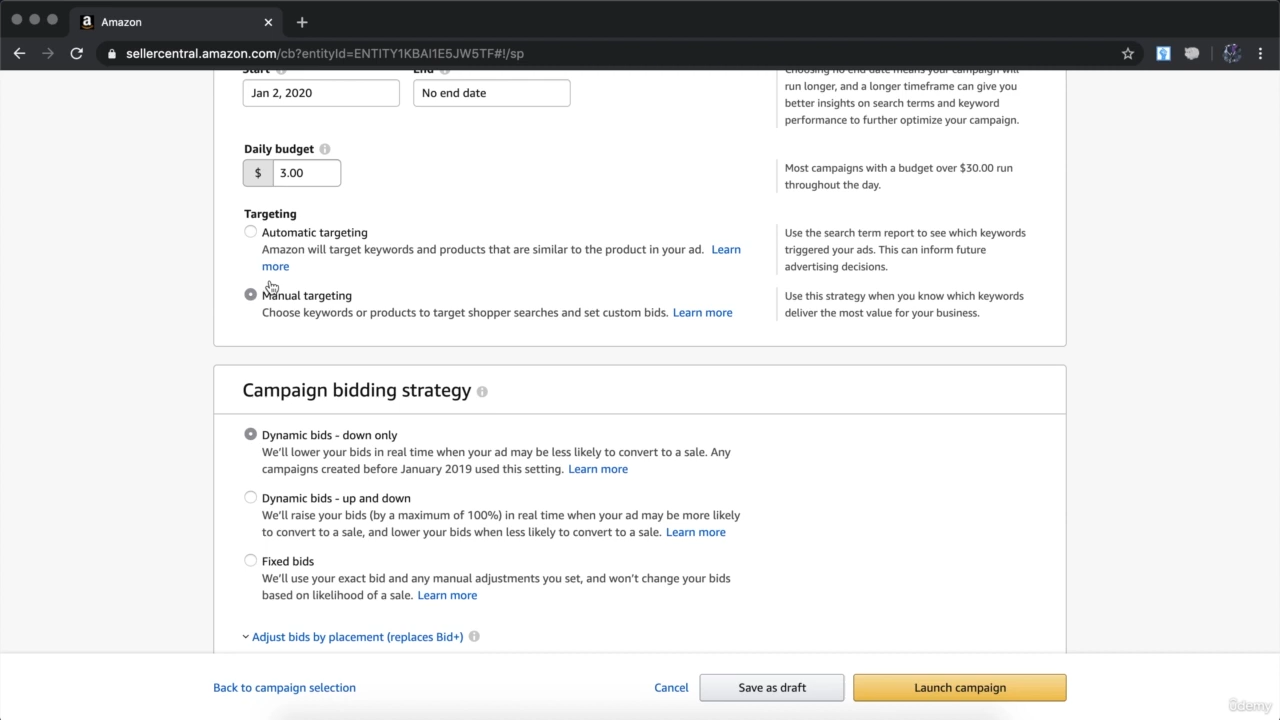 Amazon
sellercentral.amazon.com/cb?entityId=ENTITY1KBAI1E5JW5TF#!/sp
Start
End
Choosing no end date means your campaign will
Jan 2, 2020
No end date
run longer, and a longer timeframe can give you
better insights on search terms and keyword
performance to further optimize your campaign.
Daily budget
$ 3.00
Most campaigns with a budget over $30.00 run
throughout the day.
Targeting
Automatic targeting
Amazon will target keywords and products that are similar to the product in your ad. Learn
more
Use the search term report to see which keywords
triggered your ads. This can inform future
advertising decisions.
Manual targeting
Choose keywords or products to target shopper searches and set custom bids. Learn more
Use this strategy when you know which keywords
deliver the most value for your business.
Campaign bidding strategy
Dynamic bids - down only
We'll lower your bids in real time when your ad may be less likely to convert to a sale. Any
campaigns created before January 2019 used this setting. Learn more
Dynamic bids - up and down
We'll raise your bids (by a maximum of 100%) in real time when your ad may be more likely
to convert to a sale, and lower your bids when less likely to convert to a sale. Learn more
Fixed bids
We'll use your exact bid and any manual adjustments you set, and won't change your bids
based on likelihood of a sale. Learn more
Adjust bids by placement (replaces Bid+)
Back to campaign selection
Cancel
Save as draft
Launch campaign
ûdemy